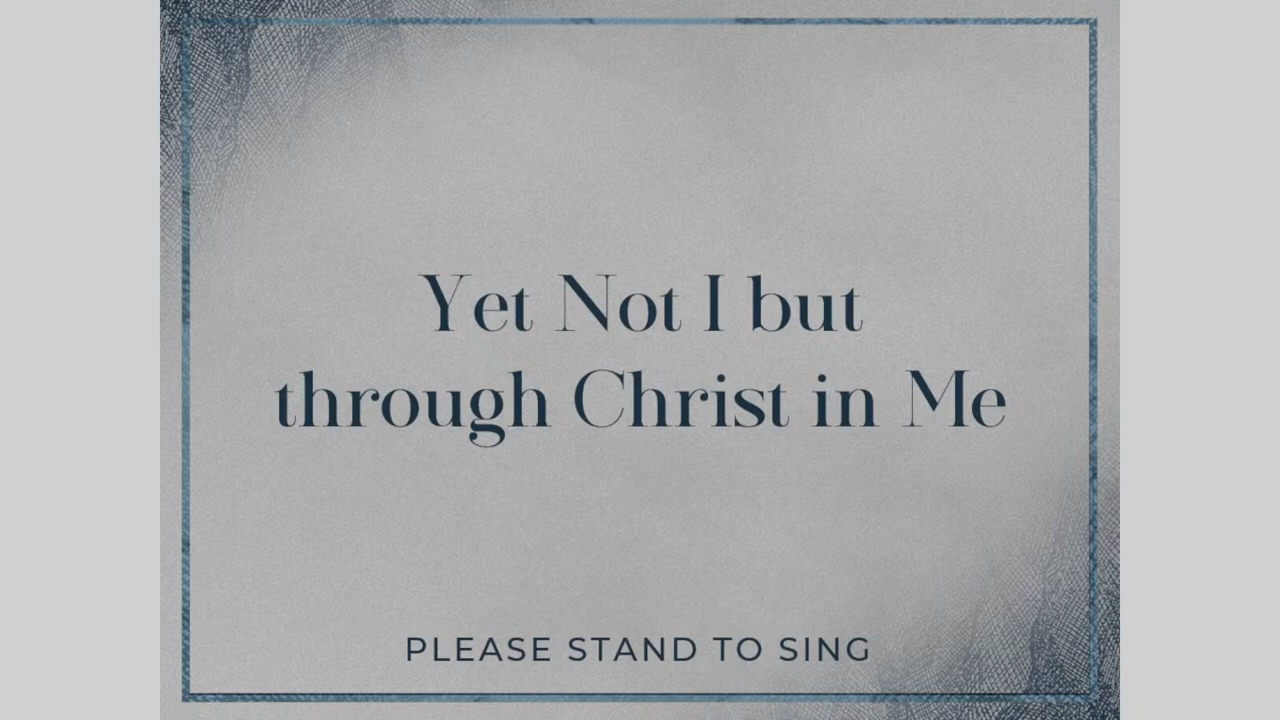 Yet Not I but
through Christ in Me
PLEASE STAND TO SING